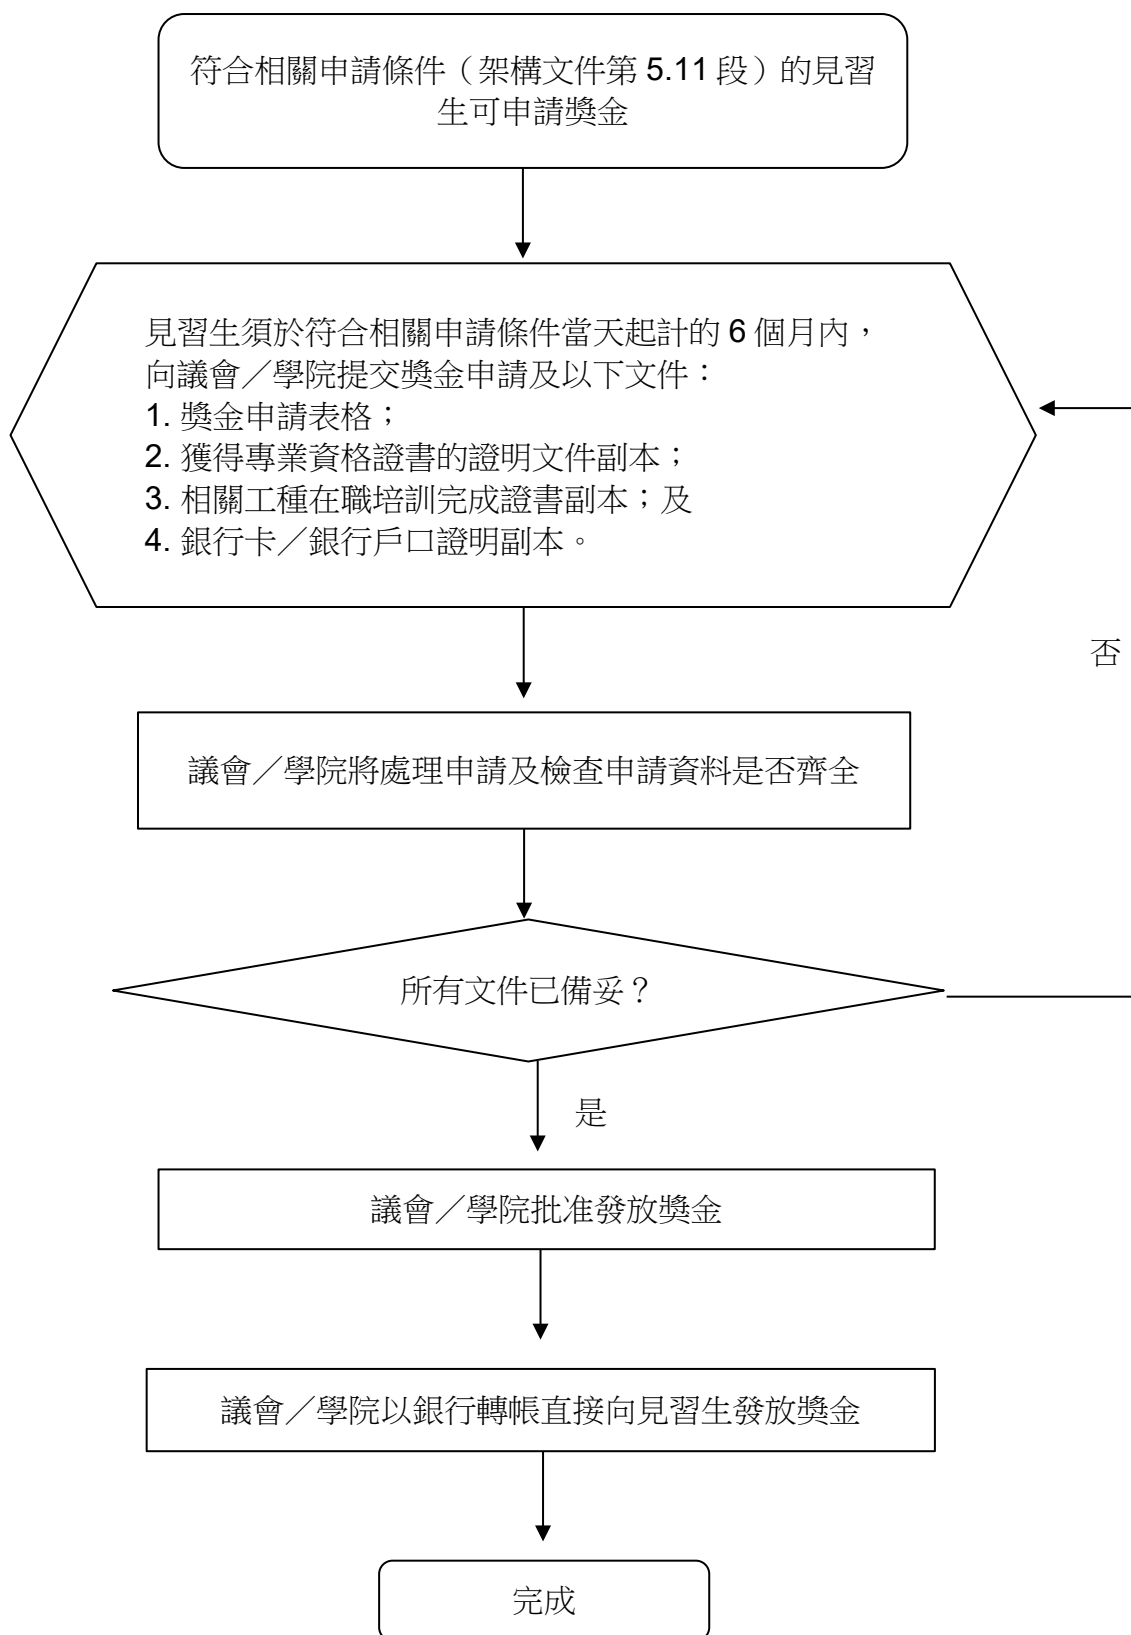 符合相關申請條件（架構文件第 5.11 段）的見習
生可申請獎金
見習生須於符合相關申請條件當天起計的 6 個月內，
向議會／學院提交獎金申請及以下文件：
1. 獎金申請表格；
2. 獲得專業資格證書的證明文件副本；
3. 相關工種在職培訓完成證書副本；及
4. 銀行卡／銀行戶口證明副本。
否
議會／學院將處理申請及檢查申請資料是否齊全
所有文件已備妥？
是
議會／學院批准發放獎金
議會／學院以銀行轉帳直接向見習生發放獎金
完成